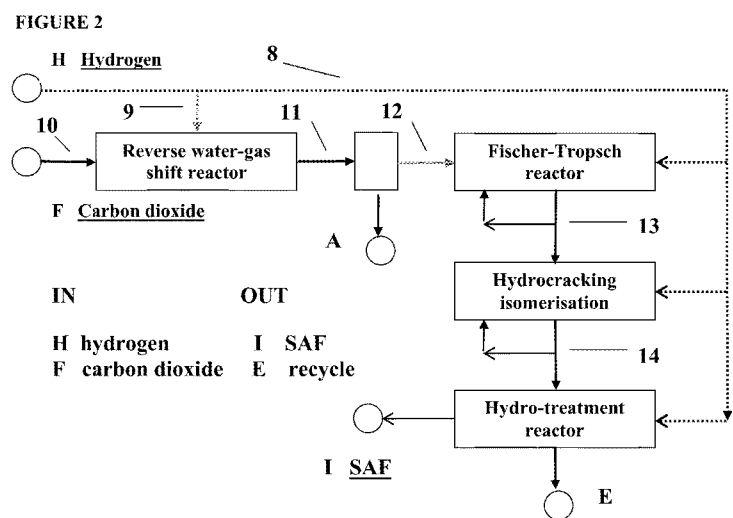 FIGURE 2
H Hydrogen
8
9
10
11
12
Reverse water-gas
shift reactor
Fischer-Tropsch
reactor
F Carbon dioxide
A
13
Hydrocracking
isomerisation
IN
OUT
H hydrogen
I SAF
F carbon dioxide
E recycle
14
Hydro-treatment
reactor
I SAF
E